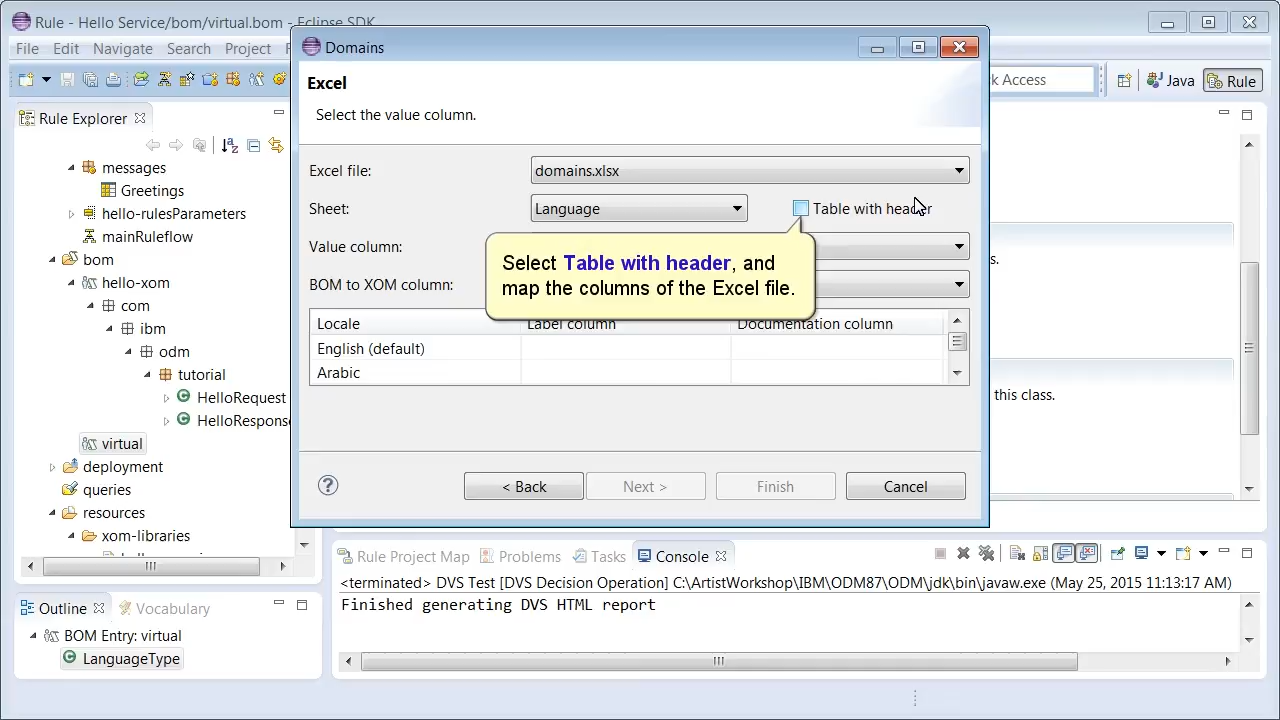 Rule - Hello Service/bom/virtual.bom - Eclipse SDK
File Edit Navigate Search Project
Domains
Excel
Select the value column.
k Access
Java
Rule
Rule Explorer
messages
Greetings
hello-rulesParameters
mainRuleflow
bom
hello-xom
com
ibm
odm
tutorial
HelloRequest
HelloRespons
virtual
deployment
queries
resources
xom-libraries
Excel file:
domains.xlsx
Sheet:
Language
Table with header
Value column:
BOM to XOM column:
Select Table with header, and
map the columns of the Excel file.
Locale Label column Documentation column
English (default)
Arabic
?
< Back
Next >
Finish
Cancel
s.
this class.
Rule Project Map
Problems
Tasks
Console
<terminated> DVS Test [DVS Decision Operation] C:\ArtistWorkshop\IBM\ODM87\ODM\jdk\bin\javaw.exe (May 25, 2015 11:13:17 AM)
Finished generating DVS HTML report
Outline
Vocabulary
BOM Entry: virtual
LanguageType